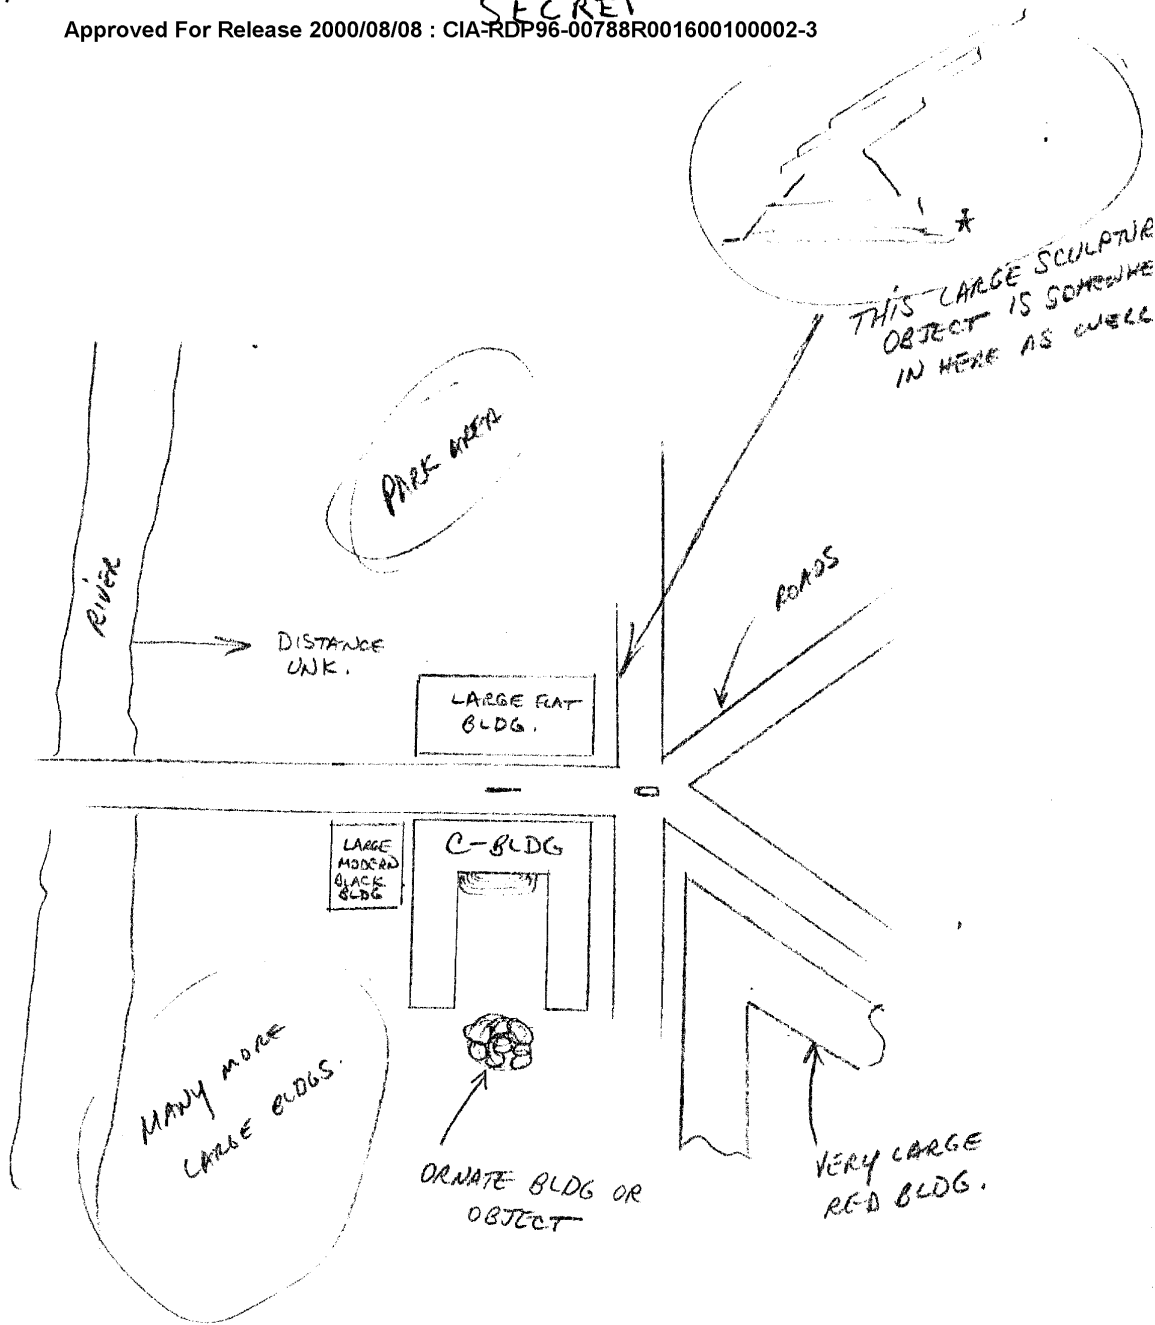 SECRET
Approved For Release 2000/08/08 : CIA-RDP96-00788R001600100002-3
THIS LARGE SCULPTUR
OBJECT IS SOMEWHE
IN HERE AS WELL
PARK AREA
RIVER
ROADS
DISTANCE
UNK.
LARGE FLAT
BLDG.
C-BLDG
LARGE
MODERN
BLACK
BLDG
MANY MORE
LARGE BLDGS.
ORNATE BLDG OR
OBJECT
VERY LARGE
RED BLDG.